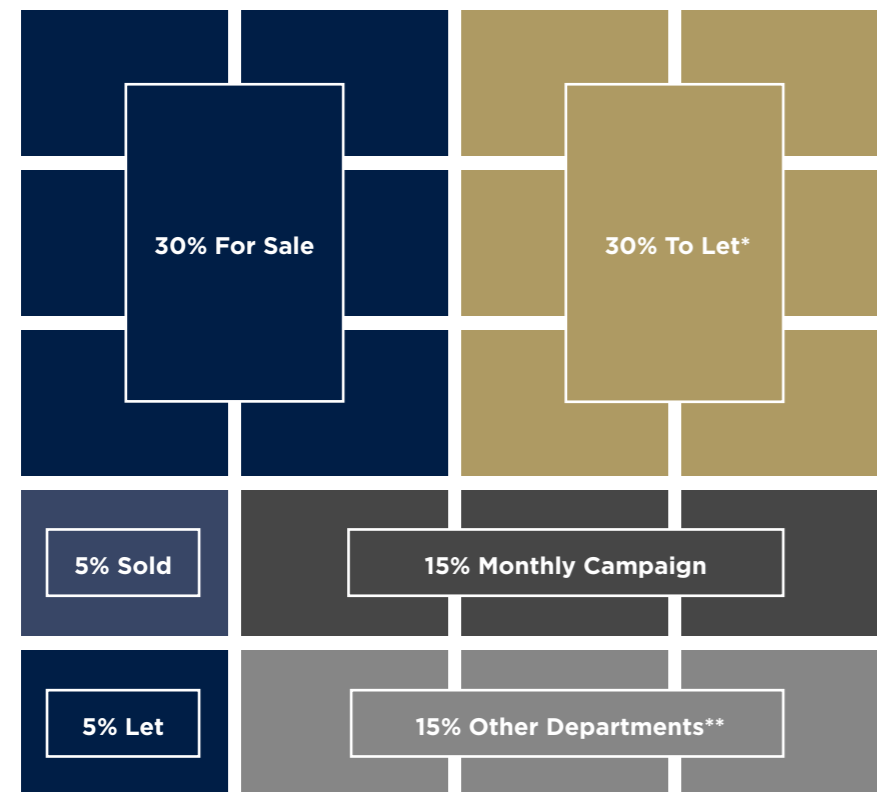 30% For Sale
30% To Let*
5% Sold
15% Monthly Campaign
5% Let
15% Other Departments**